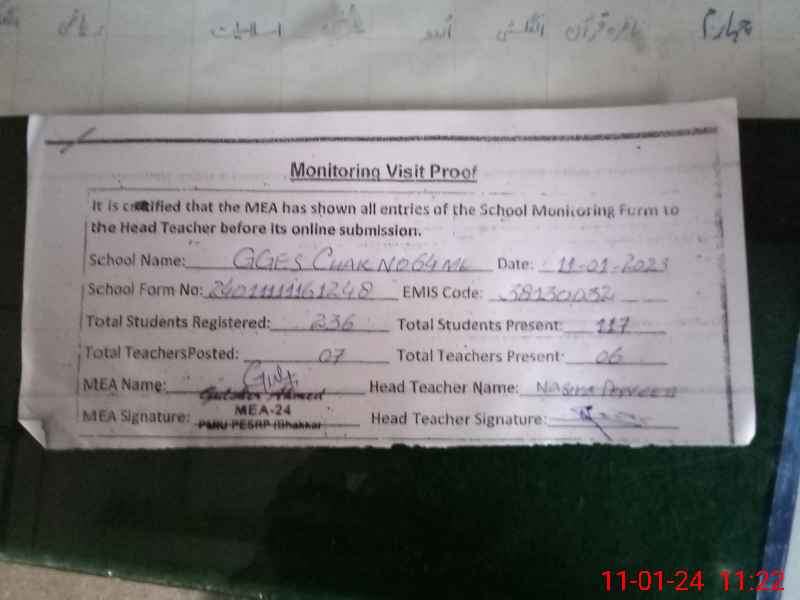 ریاضی اسلامیات اردو انگلش ناظرہ قرآن چہارم
Monitoring Visit Proof
It is certified that the MEA has shown all entries of the School Monitoring Form to
the Head Teacher before its online submission.
School Name: GGES CHAK NO 64 ML Date: 11-01-2023
School Form No: 2401111161248 EMIS Code: 38130032
Total Students Registered: 236 Total Students Present: 117
Total TeachersPosted: 07 Total Teachers Present: 06
MEA Name: Head Teacher Name: Nasira Parveen
MEA-24
MEA Signature: PMIU PESRP (Bhakkar Head Teacher Signature:
11-01-24 11:22